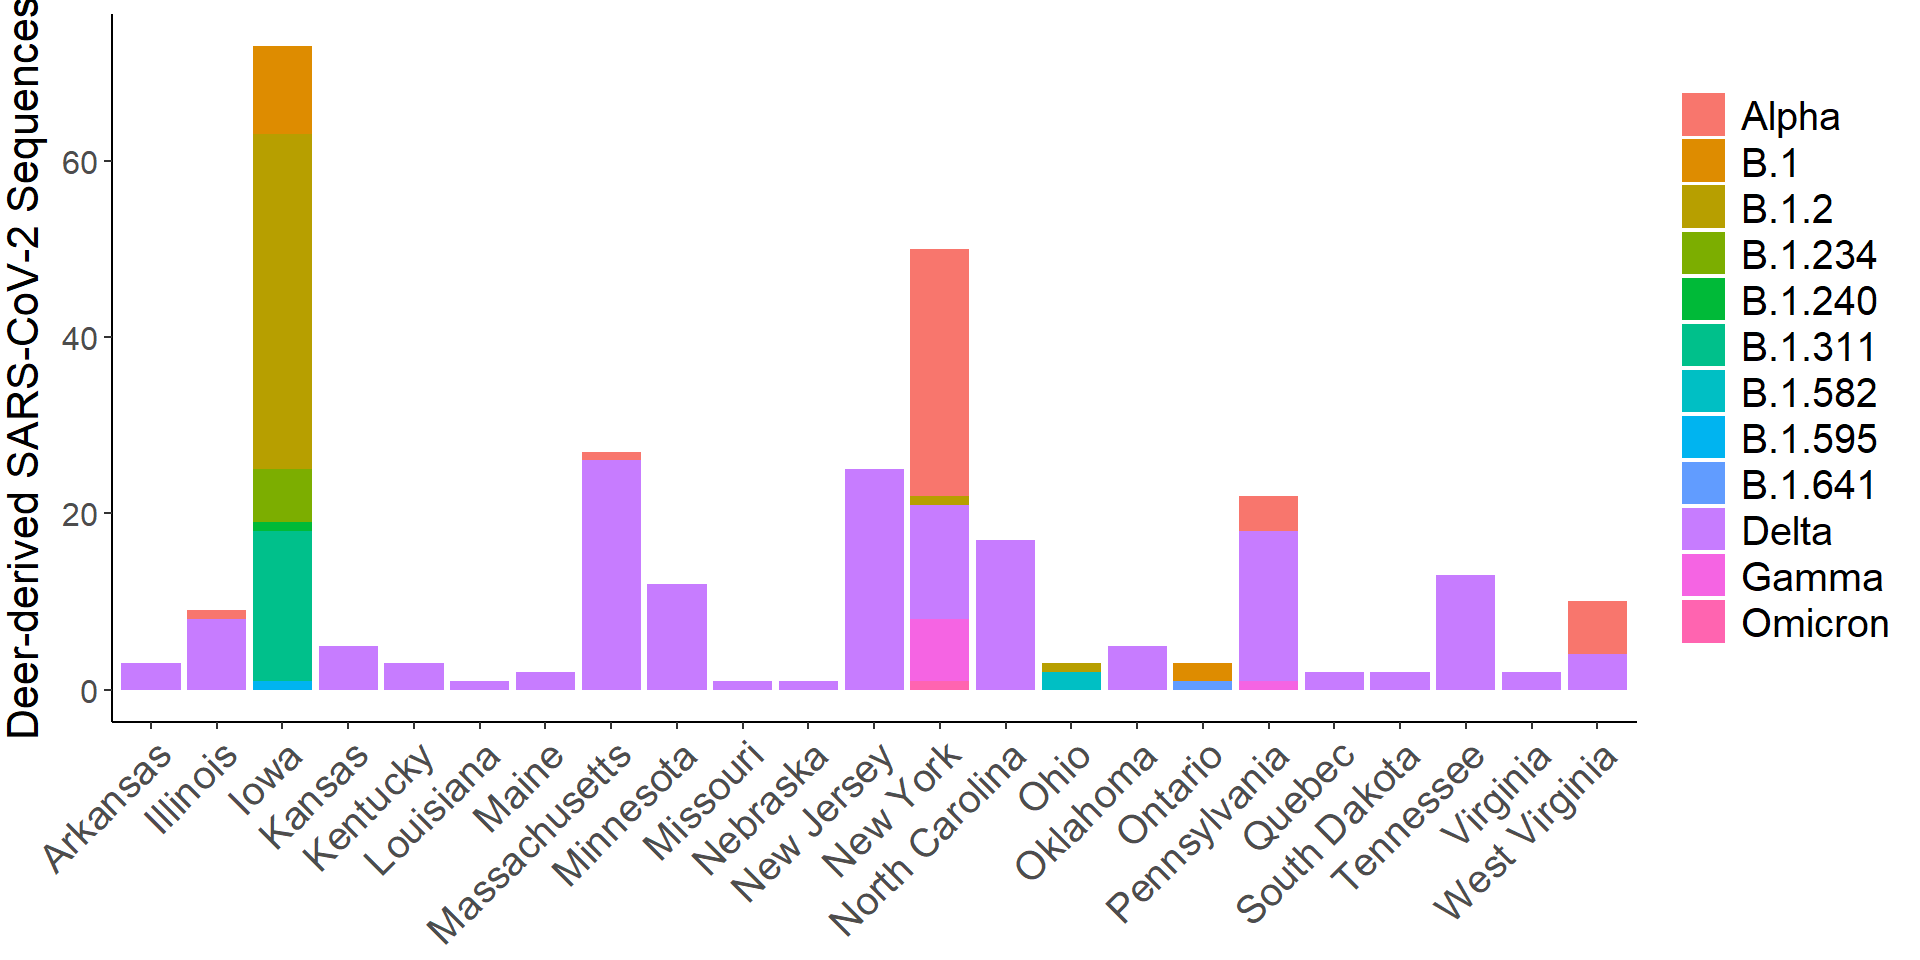 Deer-derived SARS-CoV-2 Sequences
60
40
20
0
Arkansas
Illinois
Iowa
Kansas
Kentucky
Louisiana
Maine
Massachusetts
Minnesota
Missouri
Nebraska
New Jersey
New York
North Carolina
Ohio
Oklahoma
Ontario
Pennsylvania
Quebec
South Dakota
Tennessee
Virginia
West Virginia
Alpha
B.1
B.1.2
B.1.234
B.1.240
B.1.311
B.1.582
B.1.595
B.1.641
Delta
Gamma
Omicron